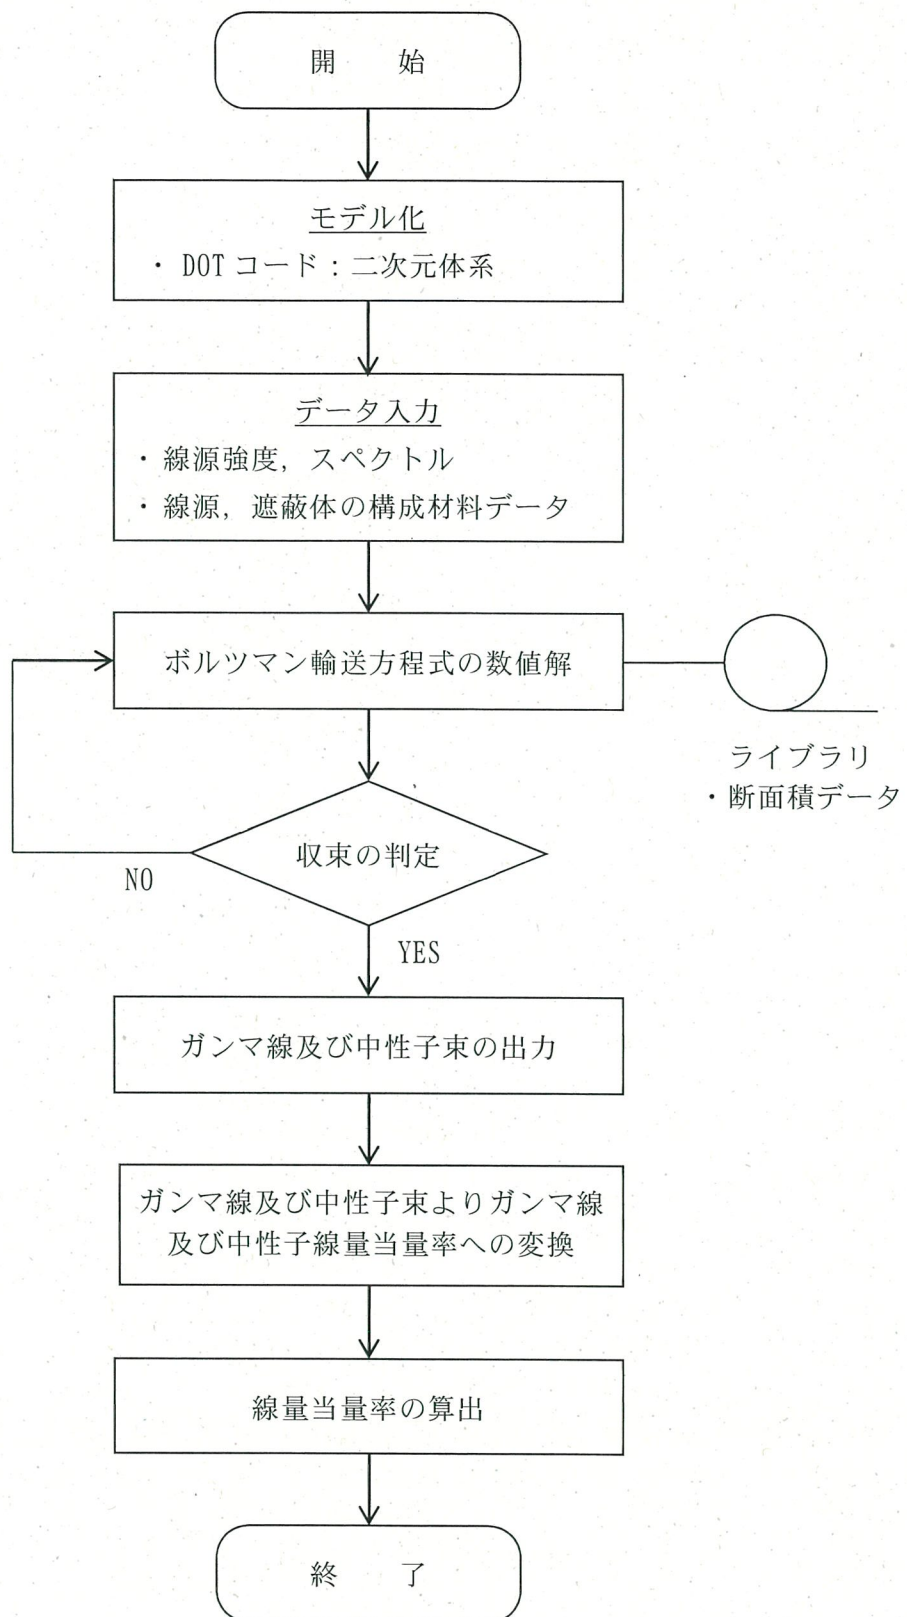 開　始
モデル化
・ DOT コード：二次元体系
データ入力
・線源強度，スペクトル
・線源，遮蔽体の構成材料データ
ボルツマン輸送方程式の数値解
ライブラリ
・断面積データ
収束の判定
NO
YES
ガンマ線及び中性子束の出力
ガンマ線及び中性子束よりガンマ線
及び中性子線量当量率への変換
線量当量率の算出
終　了